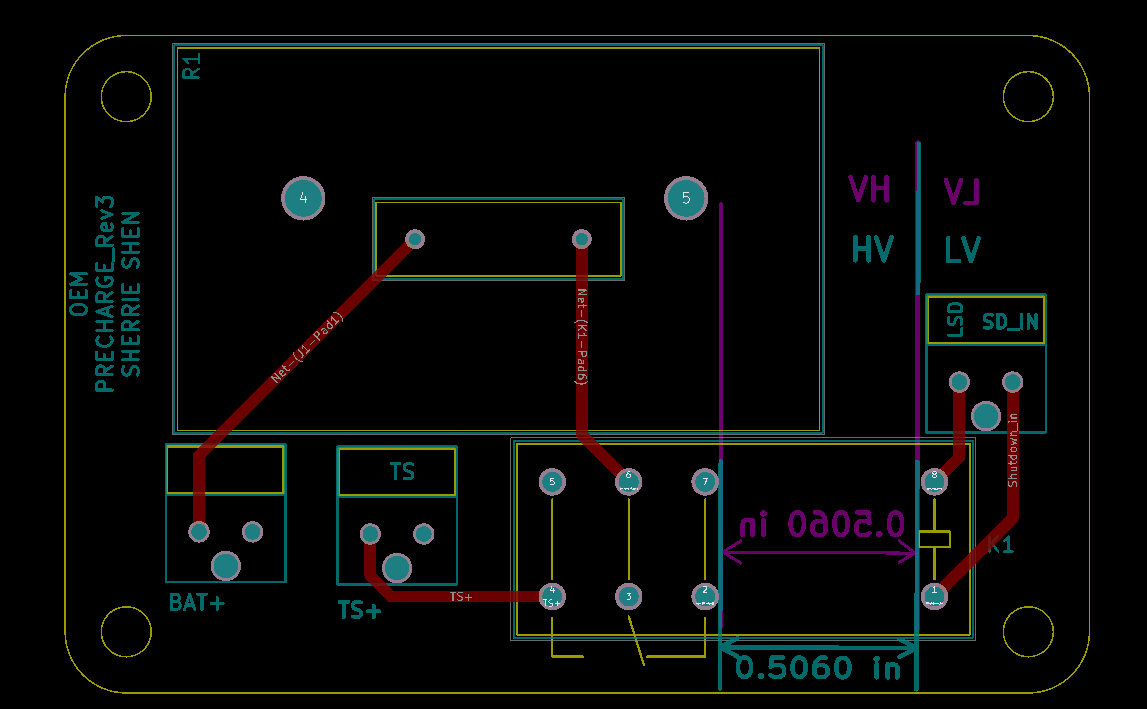 R1
4
5
HV
LV
HV
LV
OEM
PRECHARGE_Rev3
SHERRIE SHEN
LSD
SD_IN
Net-(J1-Pad1)
Net-(K1-Pad6)
Shutdown_in
TS
5
6
7
8
0.5060 in
K1
BAT+
TS+
4
TS+
TS+
3
2
1
0.5060 in